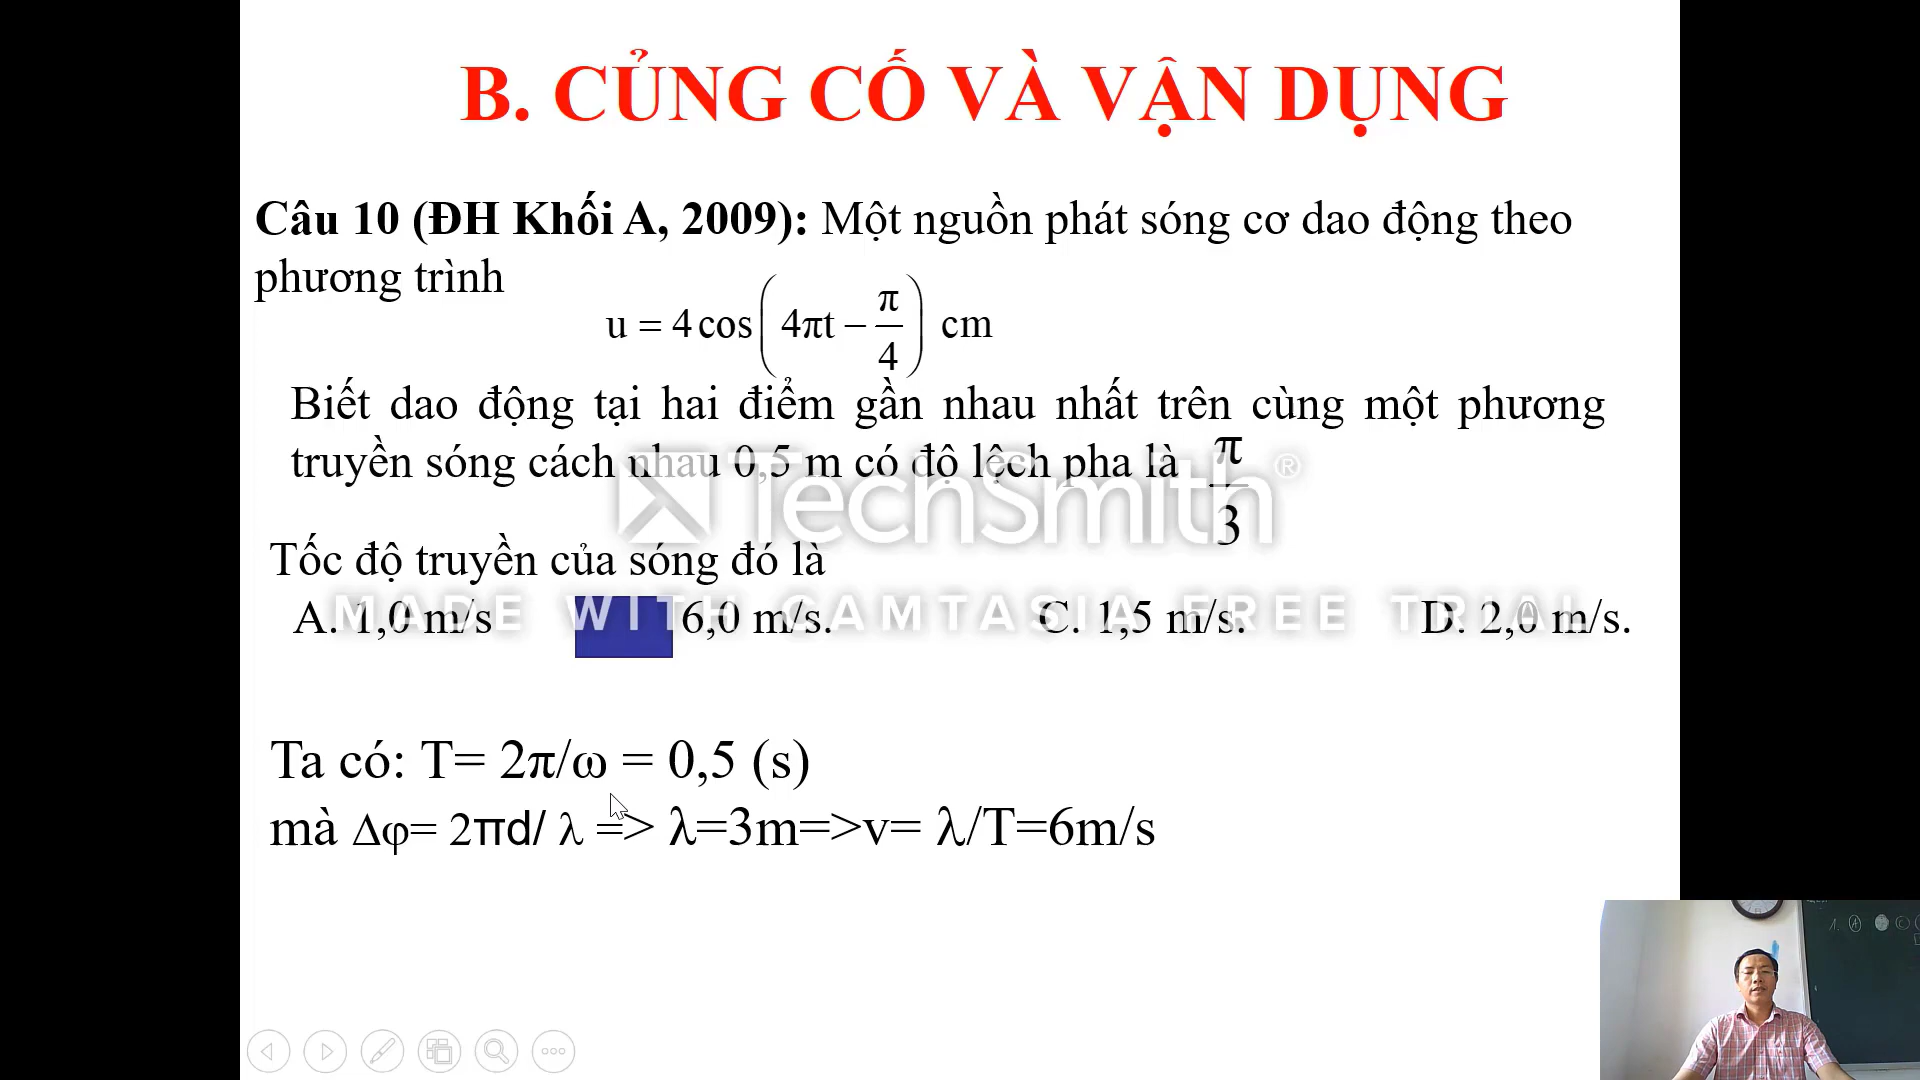 B. CỦNG CỐ VÀ VẬN DỤNG
Câu 10 (ĐH Khối A, 2009): Một nguồn phát sóng cơ dao động theo
phương trình
u = 4cos(4πt − π/4) cm
Biết dao động tại hai điểm gần nhau nhất trên cùng một phương
truyền sóng cách nhau 0,5 m có độ lệch pha là π/3
TechSmith®
Tốc độ truyền của sóng đó là
A. 1,0 m/s 6,0 m/s. C. 1,5 m/s. D. 2,0 m/s.
MADE WITH CAMTASIA FREE TRIAL
Ta có: T= 2π/ω = 0,5 (s)
mà Δφ= 2πd/ λ => λ=3m=>v= λ/T=6m/s